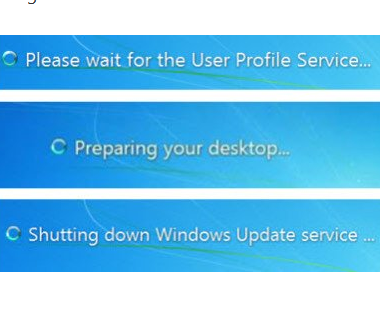 Please wait for the User Profile Service...
Preparing your desktop...
Shutting down Windows Update service ...